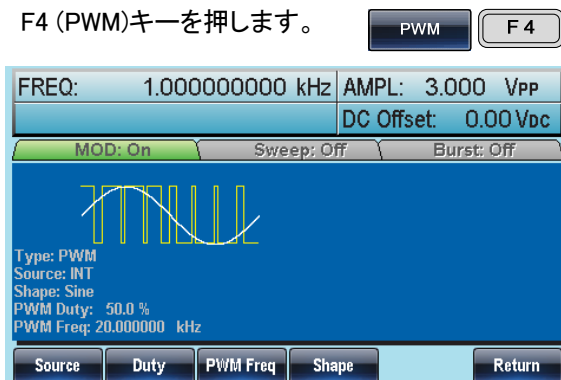 F4 (PWM)キーを押します。 PWM F 4
FREQ: 1.000000000 kHz AMPL: 3.000 VPP
DC Offset: 0.00 VDC
MOD: On Sweep: Off Burst: Off
Type: PWM
Source: INT
Shape: Sine
PWM Duty: 50.0 %
PWM Freq: 20.000000 kHz
Source Duty PWM Freq Shape Return